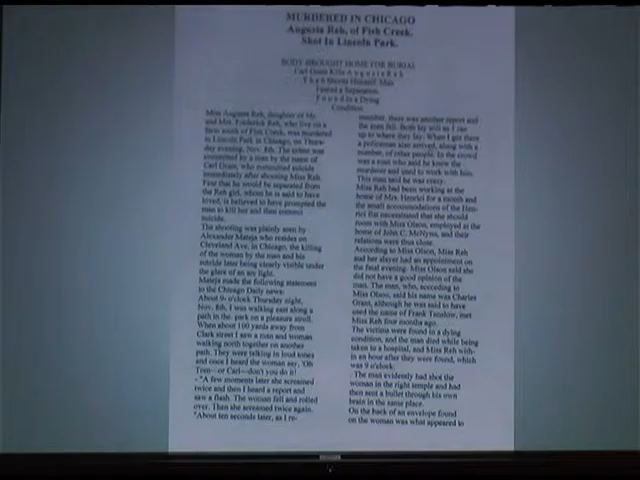 MURDERED IN CHICAGO
Augusta Reh, of Fish Creek,
Shot In Lincoln Park.
BODY BROUGHT HOME FOR BURIAL
Carl Grant Kills Augusta Reh
Then Shoots Himself. Man
Feared a Separation.
Found In a Dying
Condition
Miss Augusta Reh, daughter of Mr.
and Mrs. Frederick Reh, who live on a
farm south of Fish Creek, was murdered
in Lincoln Park in Chicago, on Thurs-
day evening, Nov. 8th. The crime was
committed by a man by the name of
Carl Grant, who committed suicide
immediately after shooting Miss Reh.
Fear that he would be separated from
the Reh girl, whom he is said to have
loved, is believed to have prompted the
man to kill her and then commit
suicide.
The shooting was plainly seen by
Alexander Mateja who resides on
Cleveland Ave. in Chicago, the killing
of the woman by the man and his
suicide later being clearly visible under
the glare of an arc light.
Mateja made the following statement
to the Chicago Daily news:
About 9- o'clock Thursday night,
Nov. 8th, I was walking east along a
path in the park on a pleasure stroll.
When about 100 yards away from
Clark street I saw a man and woman
walking north together on another
path. They were talking in loud tones
and once I heard the woman say, 'Oh
Tom—or Carl—don't you do it!
- "A few moments later she screamed
twice and then I heard a report and
saw a flash. The woman fell and rolled
over. Then she screamed twice again.
"About ten seconds later, as I re-
member, there was another report and
the man fell. Both lay still as I ran
up to where they lay. When I got there
a policeman also arrived, along with a
number, of other people. In the crowd
was a man who said he knew the
murderer and used to work with him.
This man said he was crazy.
Miss Reh had been working at the
home of Mrs. Henrici for a month and
the small accommodations of the Hen-
rici flat necessitated that she should
room with Miss Olson, employed at the
home of John C. McNynn, and their
relations were thus close.
According to Miss Olson, Miss Reh
and her slayer had an appointment on
the fatal evening. Miss Olson said she
did not have a good opinion of the
man. The man, who, according to
Miss Olson, said his name was Charles
Grant, although he was said to have
used the name of Frank Tanslow, met
Miss Reh four months ago.
The victims were found in a dying
condition, and the man died while being
taken to a hospital, and Miss Reh with-
in an hour after they were found, which
was 9 o'clock.
The man evidently had shot the
woman in the right temple and had
then sent a bullet through his own
brain in the same place.
On the back of an envelope found
on the woman was what appeared to